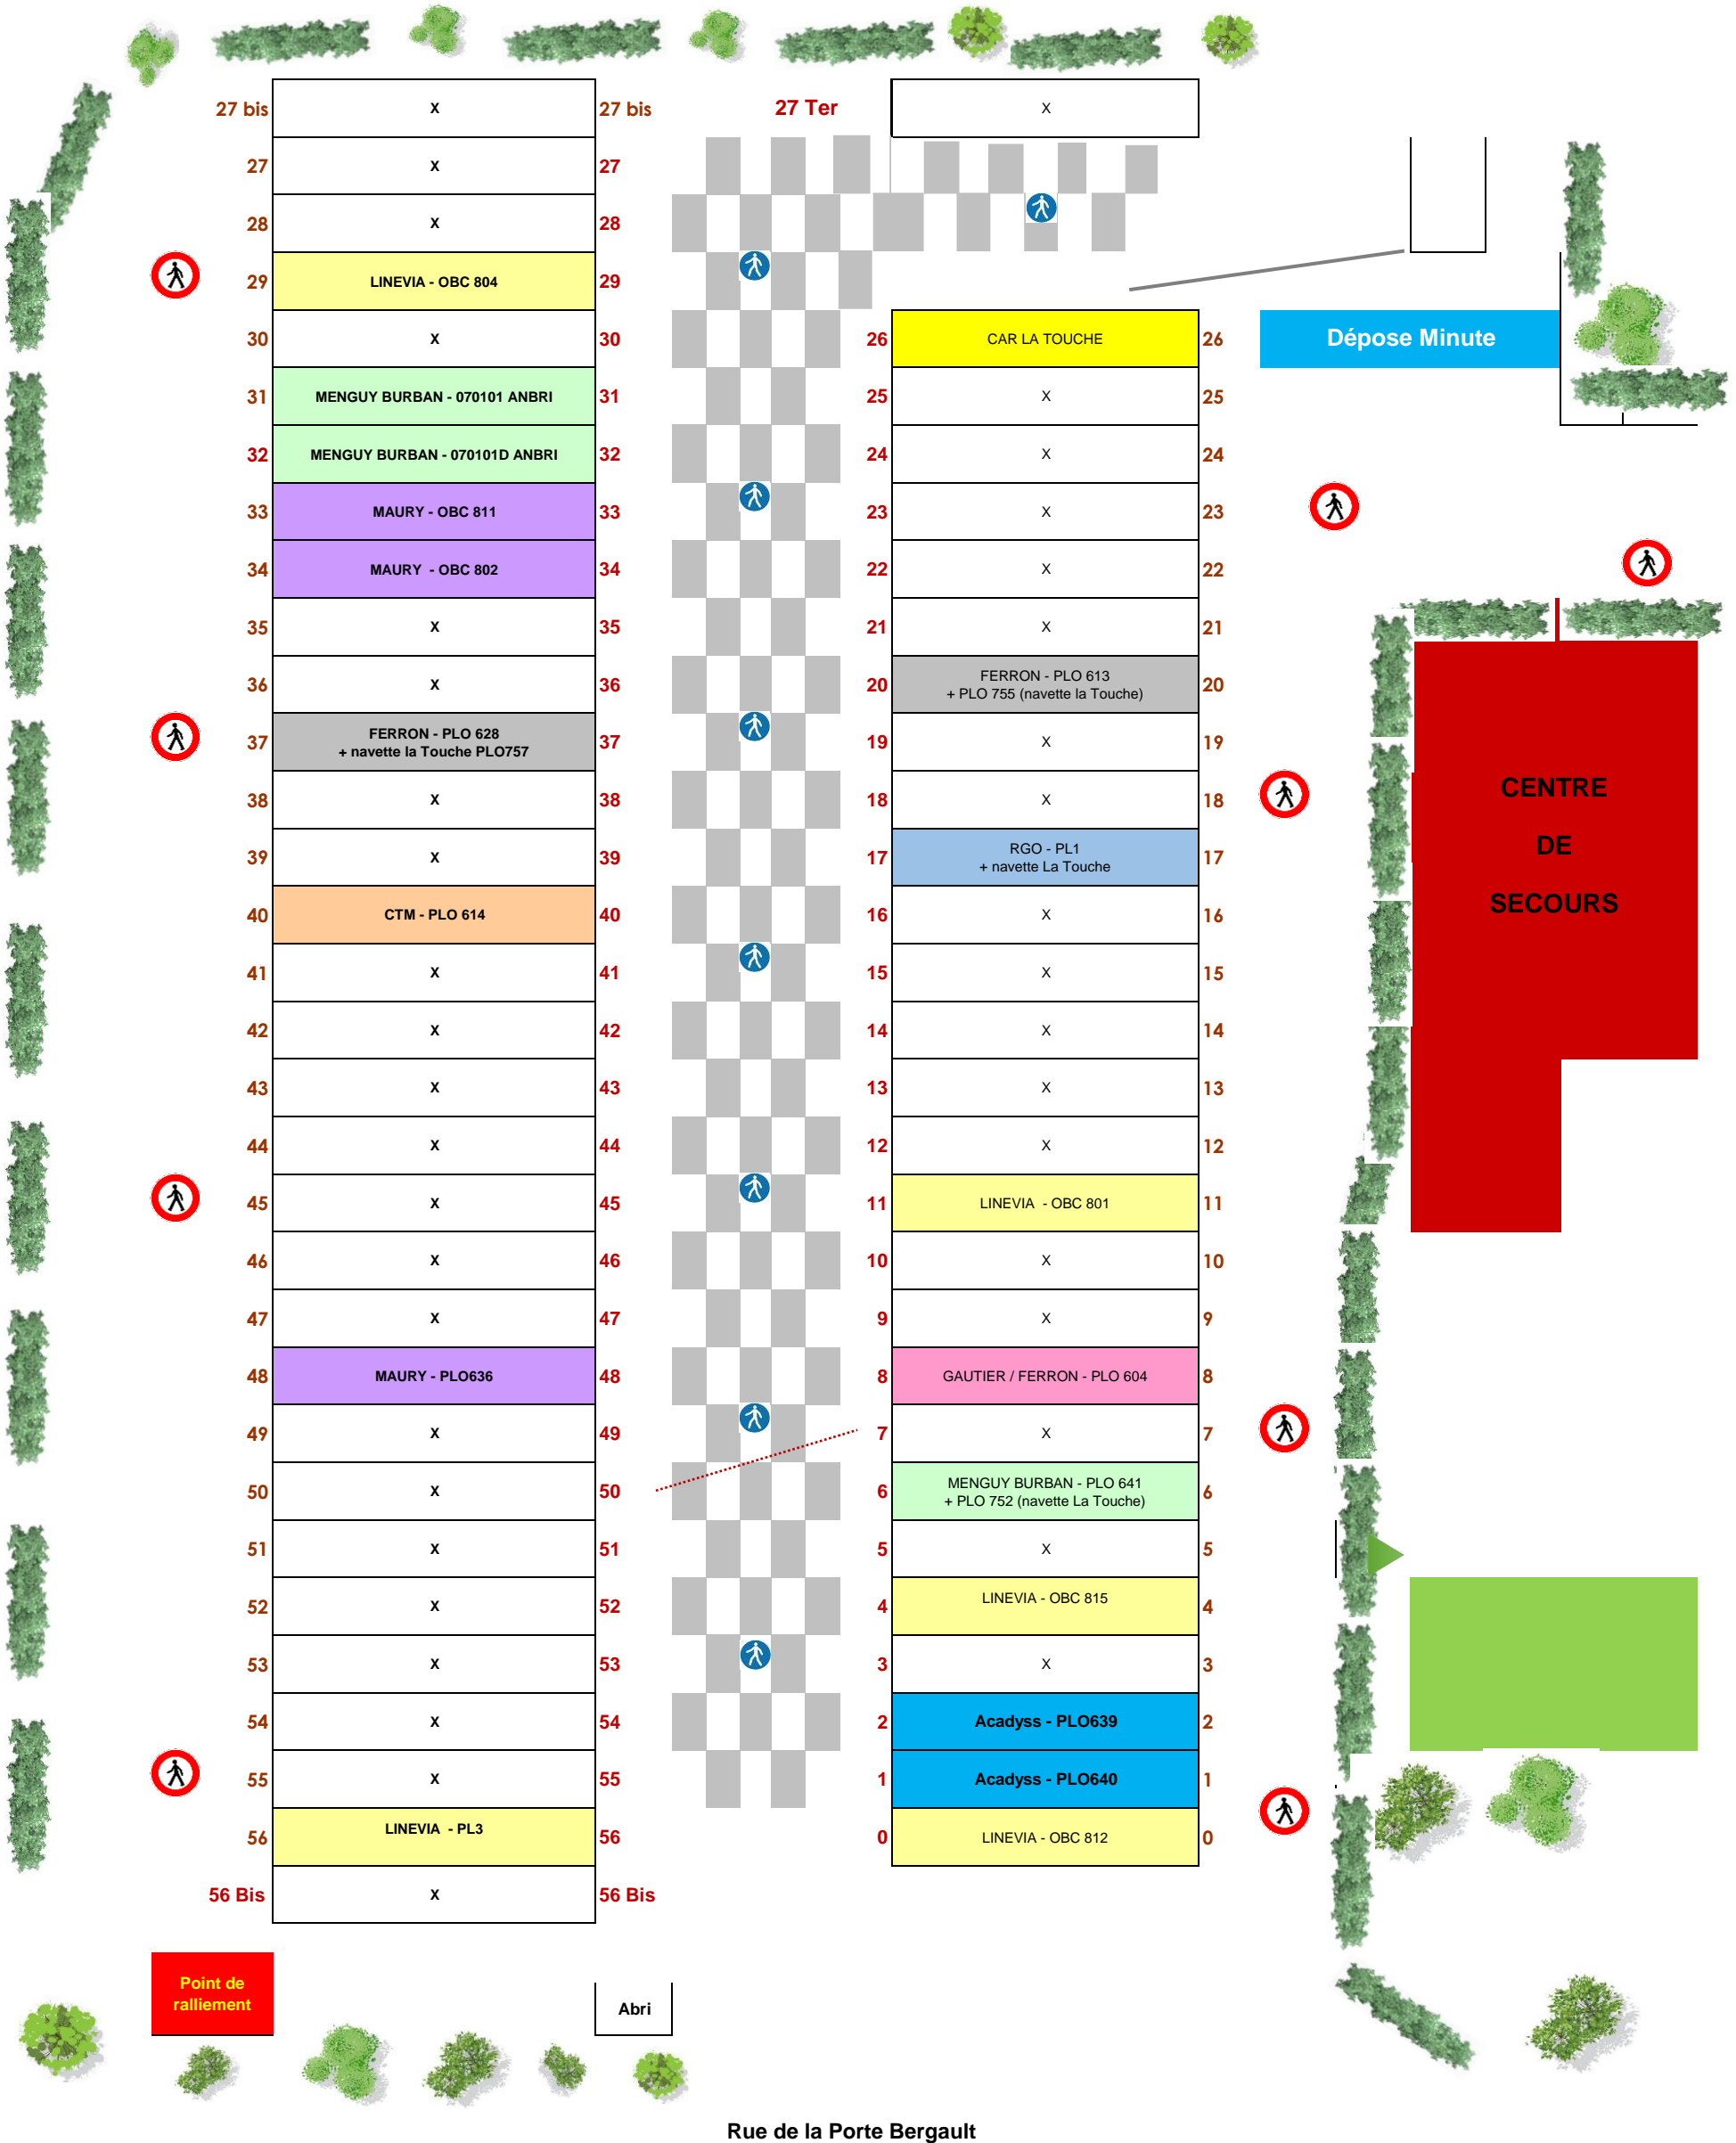 27 bis X 27 bis 27 Ter X
27 X 27
28 X 28
29 LINEVIA - OBC 804 29
30 X 30 26 CAR LA TOUCHE 26 Dépose Minute
31 MENGUY BURBAN - 070101 ANBRI 31 25 X 25
32 MENGUY BURBAN - 070101D ANBRI 32 24 X 24
33 MAURY - OBC 811 33 23 X 23
34 MAURY - OBC 802 34 22 X 22
35 X 35 21 X 21
36 X 36 20 FERRON - PLO 613
+ PLO 755 (navette la Touche) 20
37 FERRON - PLO 628
+ navette la Touche PLO757 37 19 X 19
38 X 38 18 X 18 CENTRE
39 X 39 17 RGO - PL1
+ navette La Touche 17 DE
40 CTM - PLO 614 40 16 X 16 SECOURS
41 X 41 15 X 15
42 X 42 14 X 14
43 X 43 13 X 13
44 X 44 12 X 12
45 X 45 11 LINEVIA - OBC 801 11
46 X 46 10 X 10
47 X 47 9 X 9
48 MAURY - PLO636 48 8 GAUTIER / FERRON - PLO 604 8
49 X 49 7 X 7
50 X 50 6 MENGUY BURBAN - PLO 641
+ PLO 752 (navette La Touche) 6
51 X 51 5 X 5
52 X 52 4 LINEVIA - OBC 815 4
53 X 53 3 X 3
54 X 54 2 Acadyss - PLO639 2
55 X 55 1 Acadyss - PLO640 1
56 LINEVIA - PL3 56 0 LINEVIA - OBC 812 0
56 Bis X 56 Bis
Point de
ralliement
Abri
Rue de la Porte Bergault